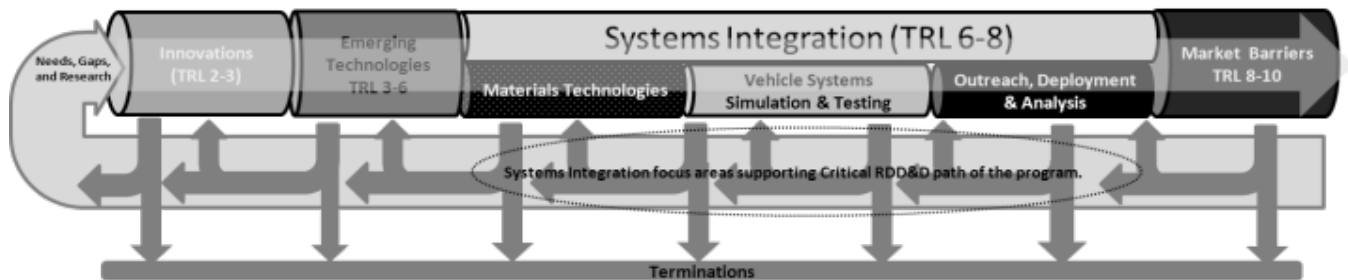 Needs, Gaps,
and Research
Innovations
(TRL 2-3)
Emerging
Technologies
TRL 3-6
Systems Integration (TRL 6-8)
Materials Technologies
Vehicle Systems
Simulation & Testing
Outreach, Deployment
& Analysis
Market Barriers
TRL 8-10
Systems Integration focus areas supporting Critical RDD&D path of the program.
Terminations